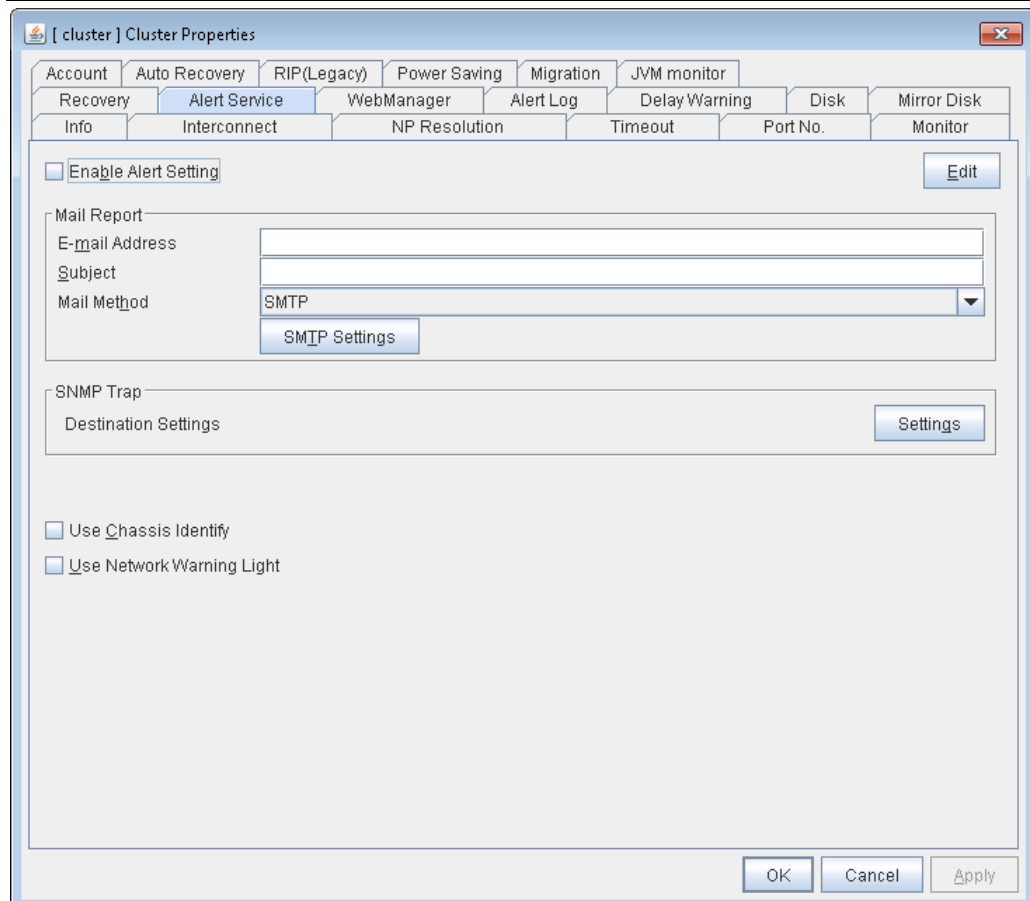 [ cluster ] Cluster Properties
Account Auto Recovery RIP(Legacy) Power Saving Migration JVM monitor
Recovery Alert Service WebManager Alert Log Delay Warning Disk Mirror Disk
Info Interconnect NP Resolution Timeout Port No. Monitor
Enable Alert Setting Edit
Mail Report
E-mail Address
Subject
Mail Method SMTP
SMTP Settings
SNMP Trap
Destination Settings Settings
Use Chassis Identify
Use Network Warning Light
OK Cancel Apply